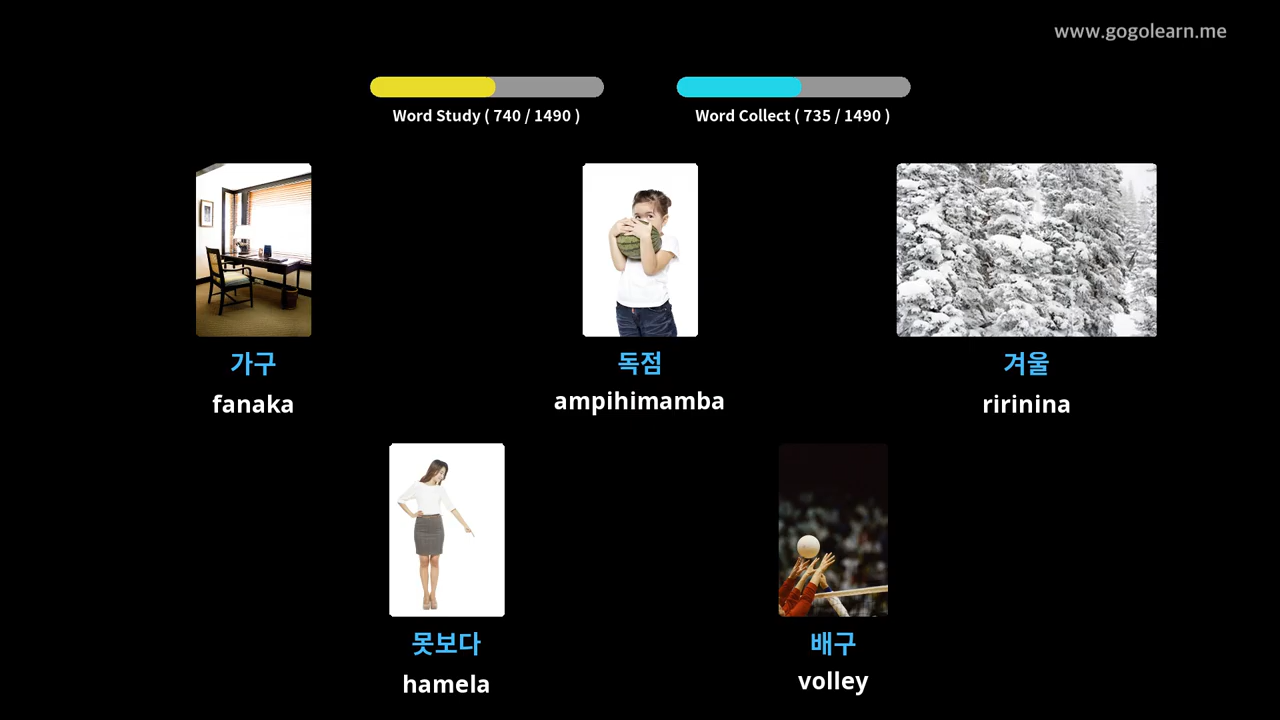 www.gogolearn.me
Word Study ( 740 / 1490 )
Word Collect ( 735 / 1490 )
가구
fanaka
독점
ampihimamba
겨울
ririnina
못보다
hamela
배구
volley